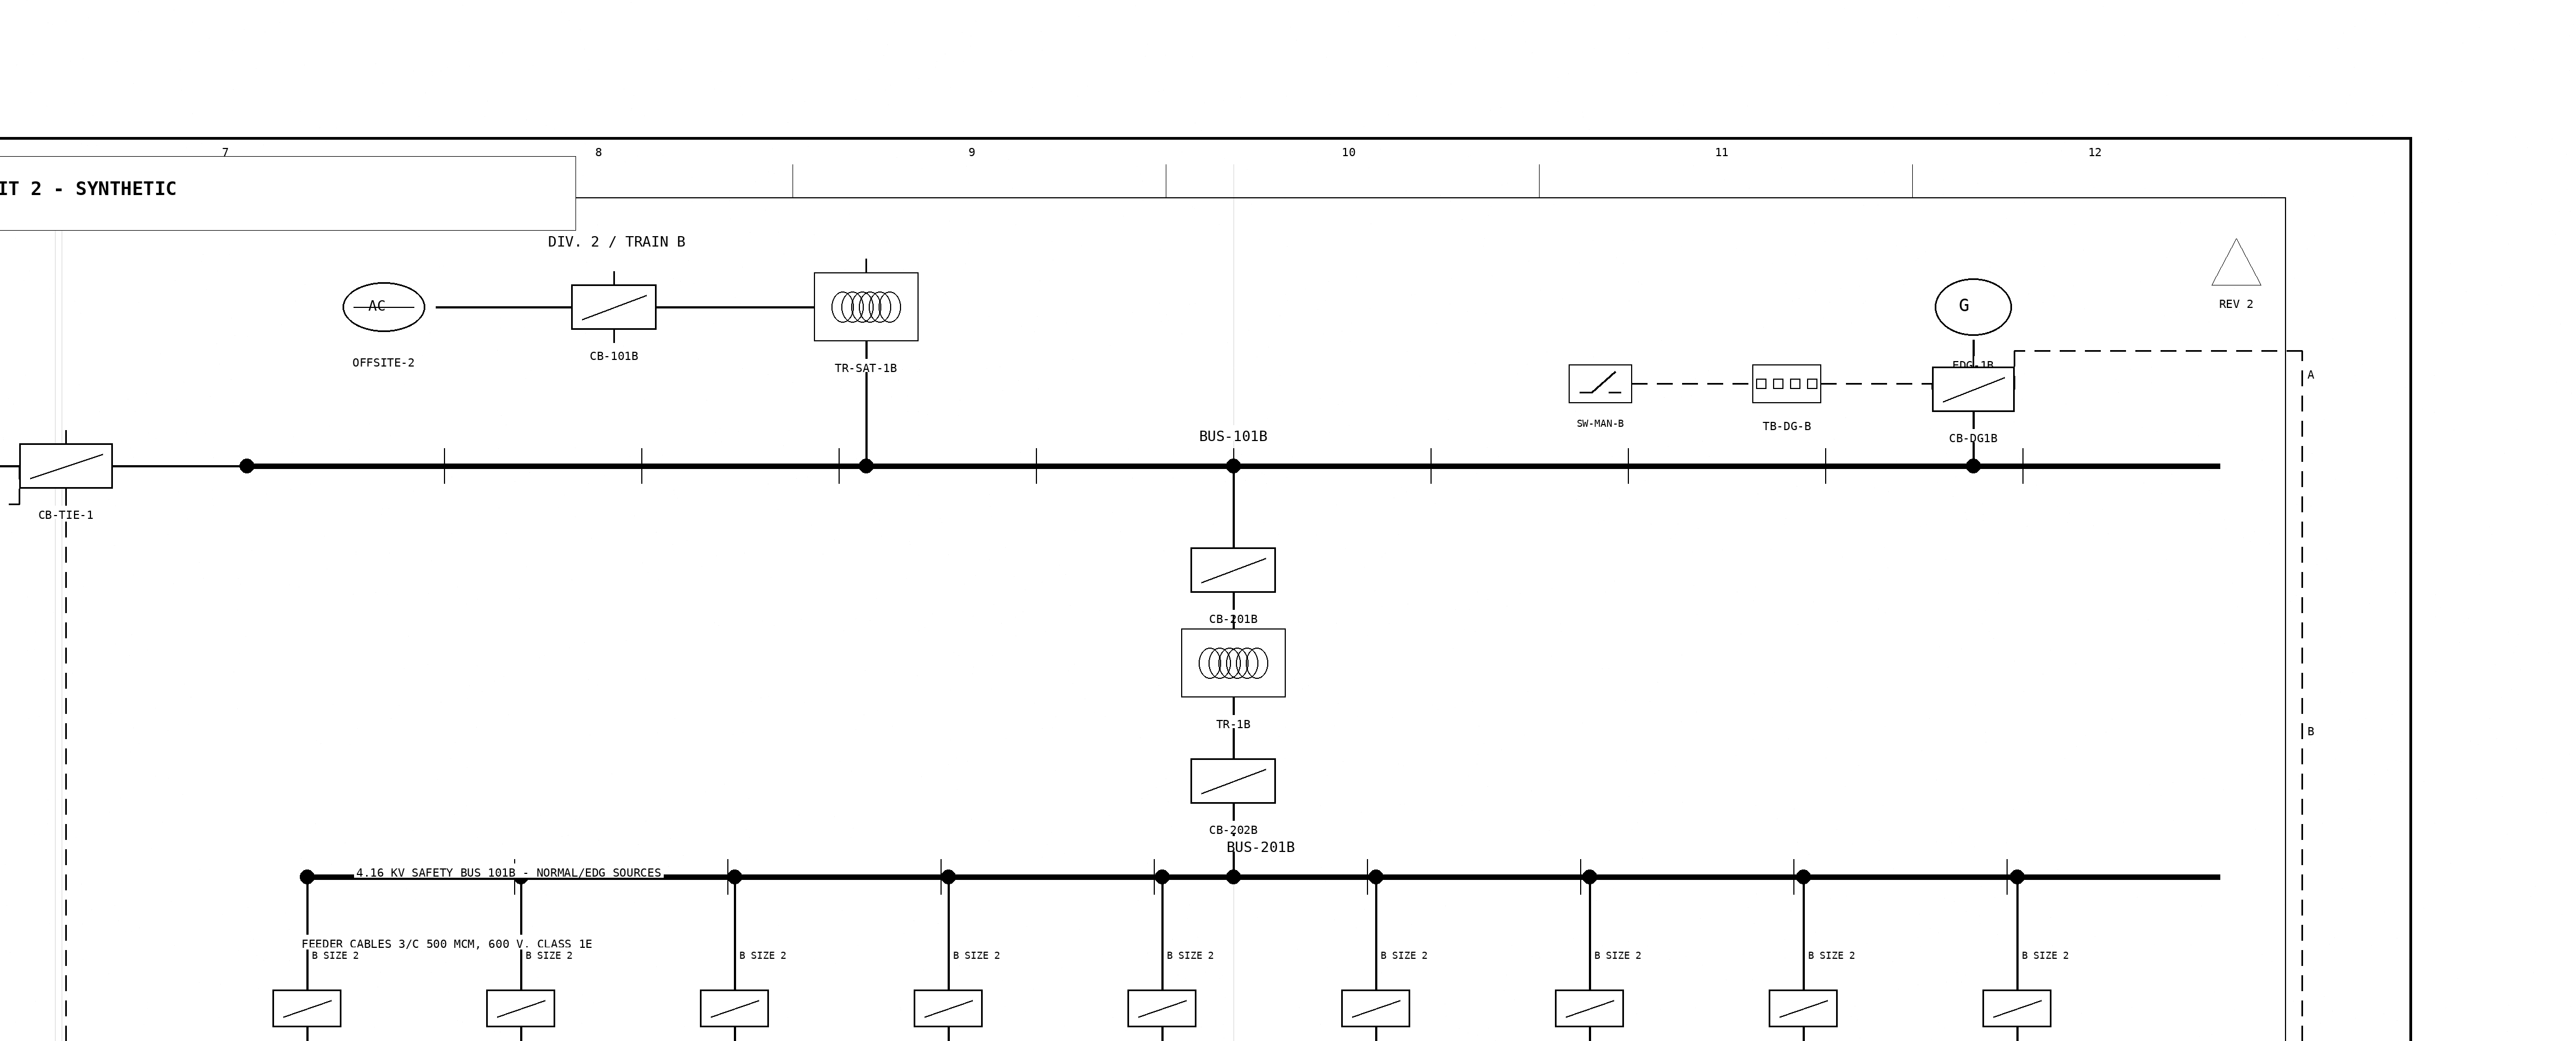 7 8 9 10 11 12
IT 2 - SYNTHETIC
DIV. 2 / TRAIN B
AC
G
REV 2
OFFSITE-2
CB-101B
TR-SAT-1B
EDG-1B
A
SW-MAN-B
TB-DG-B
CB-DG1B
BUS-101B
CB-TIE-1
CB-201B
TR-1B
B
CB-202B
BUS-201B
4.16 KV SAFETY BUS 101B - NORMAL/EDG SOURCES
FEEDER CABLES 3/C 500 MCM, 600 V. CLASS 1E
B SIZE 2 B SIZE 2 B SIZE 2 B SIZE 2 B SIZE 2 B SIZE 2 B SIZE 2 B SIZE 2 B SIZE 2